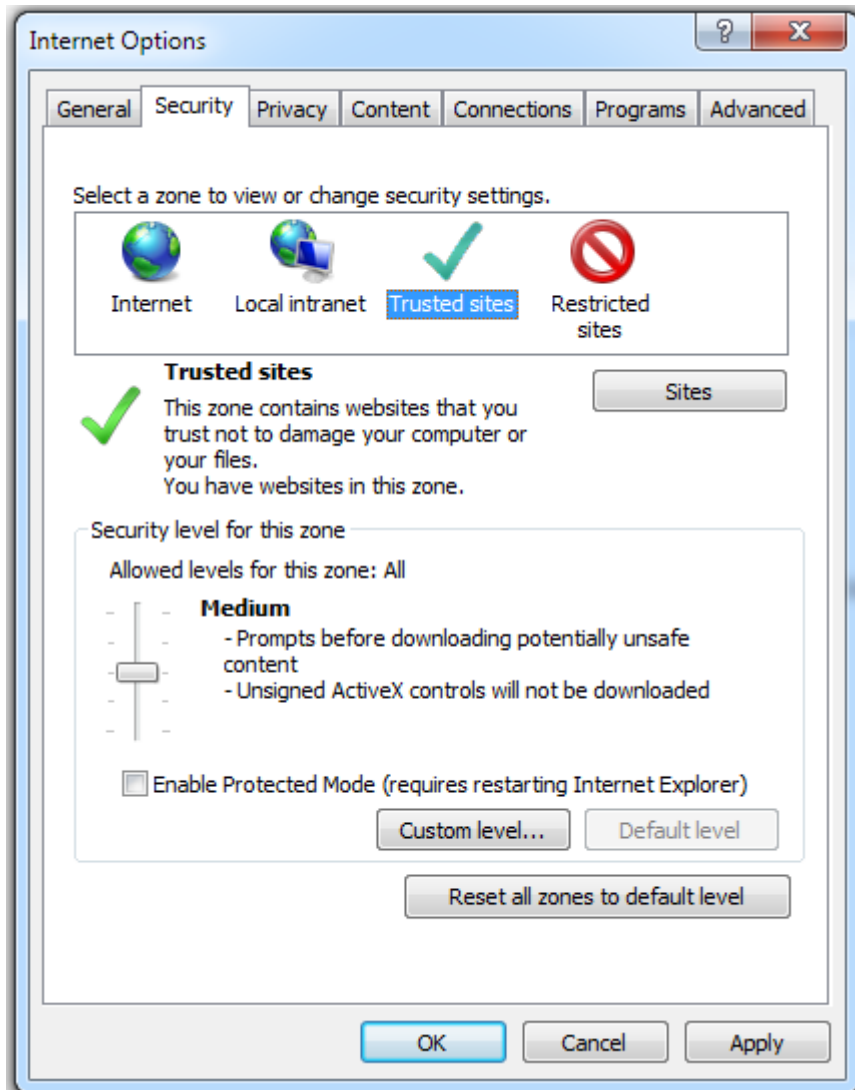 Internet Options
General Security Privacy Content Connections Programs Advanced
Select a zone to view or change security settings.
Internet Local intranet Trusted sites Restricted
sites
Trusted sites
Sites
This zone contains websites that you
trust not to damage your computer or
your files.
You have websites in this zone.
Security level for this zone
Allowed levels for this zone: All
Medium
- Prompts before downloading potentially unsafe
content
- Unsigned ActiveX controls will not be downloaded
Enable Protected Mode (requires restarting Internet Explorer)
Custom level... Default level
Reset all zones to default level
OK Cancel Apply